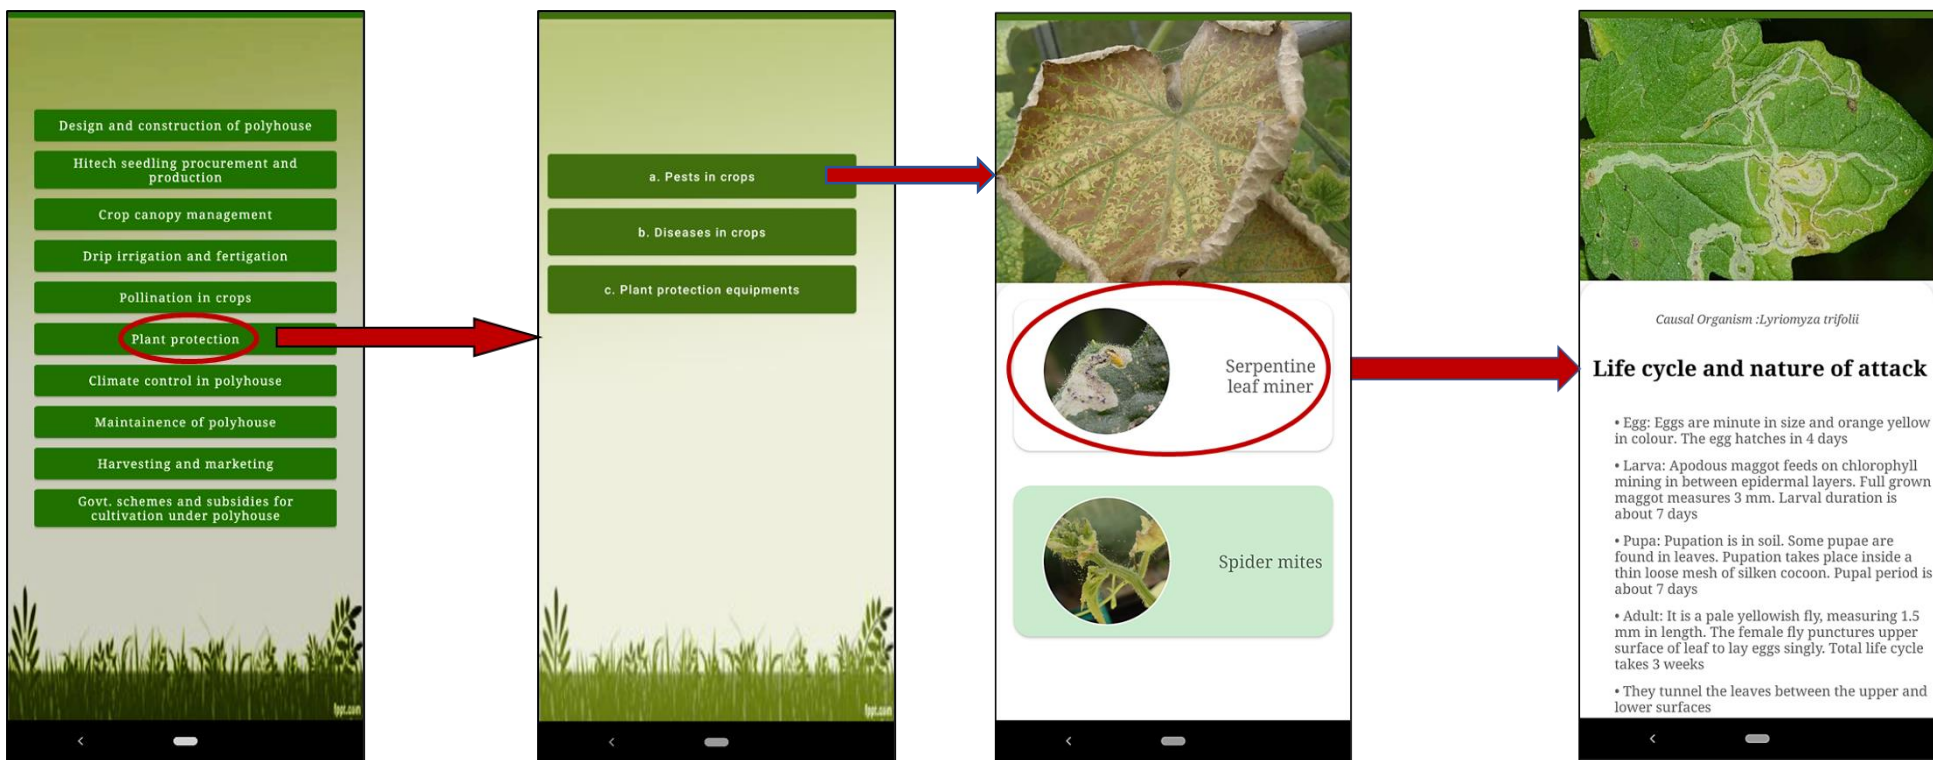 Design and construction of polyhouse
Hitech seedling procurement and
production
Crop canopy management
Drip irrigation and fertigation
Pollination in crops
Plant protection
Climate control in polyhouse
Maintainence of polyhouse
Harvesting and marketing
Govt. schemes and subsidies for
cultivation under polyhouse
fppt.com
a. Pests in crops
b. Diseases in crops
c. Plant protection equipments
fppt.com
Serpentine
leaf miner
Spider mites
Causal Organism :Lyriomyza trifolii
Life cycle and nature of attack
• Egg: Eggs are minute in size and orange yellow
in colour. The egg hatches in 4 days
• Larva: Apodous maggot feeds on chlorophyll
mining in between epidermal layers. Full grown
maggot measures 3 mm. Larval duration is
about 7 days
• Pupa: Pupation is in soil. Some pupae are
found in leaves. Pupation takes place inside a
thin loose mesh of silken cocoon. Pupal period is
about 7 days
• Adult: It is a pale yellowish fly, measuring 1.5
mm in length. The female fly punctures upper
surface of leaf to lay eggs singly. Total life cycle
takes 3 weeks
• They tunnel the leaves between the upper and
lower surfaces